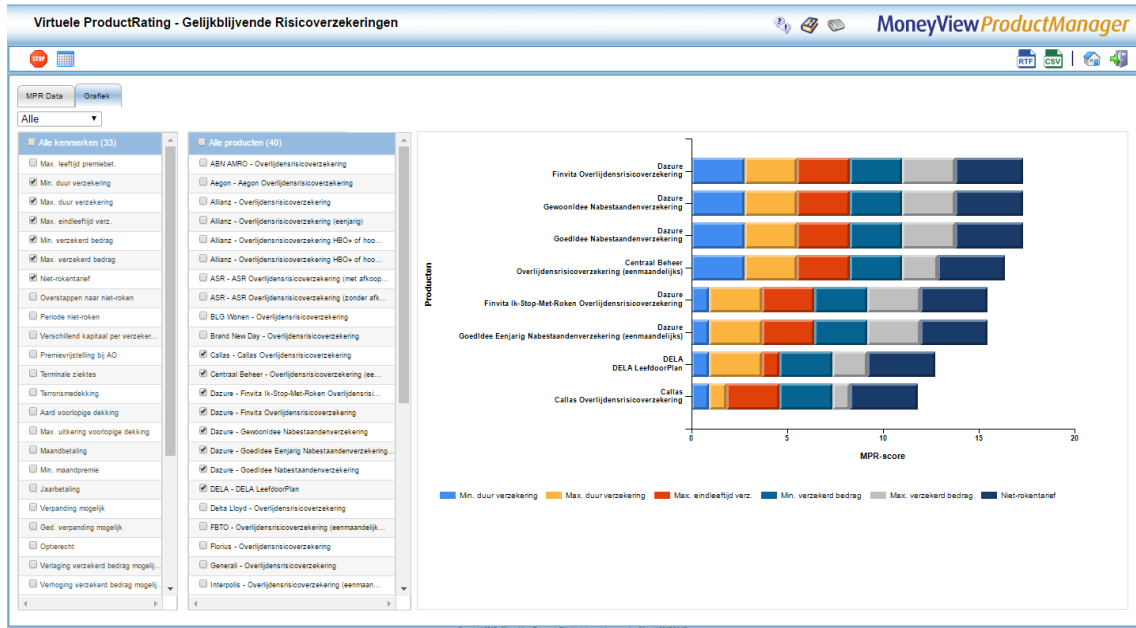 Virtuele ProductRating - Gelijkblijvende Risicoverzekeringen
MoneyView ProductManager
STOP
RTF
CSV
MPR Data
Grafiek
Alle
Alle kenmerken (33)
Max. leeftijd premiebet.
Min. duur verzekering
Max. duur verzekering
Max. eindleeftijd verz.
Min. verzekerd bedrag
Max. verzekerd bedrag
Niet-rokentarief
Overstappen naar niet-roken
Periode niet-roken
Verschillend kapitaal per verzeker...
Premievrijstelling bij AO
Terminale ziektes
Terrorismedekking
Aard voorlopige dekking
Max. uitkering voorlopige dekking
Maandbetaling
Min. maandpremie
Jaarbetaling
Verpanding mogelijk
Ged. verpanding mogelijk
Optierecht
Verlaging verzekerd bedrag mogelij...
Verhoging verzekerd bedrag mogelij...
Alle producten (40)
ABN AMRO - Overlijdensrisicoverzekering
Aegon - Aegon Overlijdensrisicoverzekering
Allianz - Overlijdensrisicoverzekering
Allianz - Overlijdensrisicoverzekering (eenjarig)
Allianz - Overlijdensrisicoverzekering HBO+ of hoo...
Allianz - Overlijdensrisicoverzekering HBO+ of hoo...
ASR - ASR Overlijdensrisicoverzekering (met afkoop...
ASR - ASR Overlijdensrisicoverzekering (zonder afk...
BLG Wonen - Overlijdensrisicoverzekering
Brand New Day - Overlijdensrisicoverzekering
Callas - Callas Overlijdensrisicoverzekering
Centraal Beheer - Overlijdensrisicoverzekering (ee...
Dazure - Finvita Ik-Stop-Met-Roken Overlijdensrisi...
Dazure - Finvita Overlijdensrisicoverzekering
Dazure - GewoonIdee Nabestaandenverzekering
Dazure - GoedIdee Eenjarig Nabestaandenverzekering...
Dazure - GoedIdee Nabestaandenverzekering
DELA - DELA LeefdoorPlan
Delta Lloyd - Overlijdensrisicoverzekering
FBTO - Overlijdensrisicoverzekering (eenmaandelijk...
Florius - Overlijdensrisicoverzekering
Generali - Overlijdensrisicoverzekering
Interpolis - Overlijdensrisicoverzekering (eenmaan...
Producten
Dazure
Finvita Overlijdensrisicoverzekering
Dazure
GewoonIdee Nabestaandenverzekering
Dazure
GoedIdee Nabestaandenverzekering
Centraal Beheer
Overlijdensrisicoverzekering (eenmaandelijks)
Dazure
Finvita Ik-Stop-Met-Roken Overlijdensrisicoverzekering
Dazure
GoedIdee Eenjarig Nabestaandenverzekering (eenmaandelijks)
DELA
DELA LeefdoorPlan
Callas
Callas Overlijdensrisicoverzekering
0 5 10 15 20
MPR-score
Min. duur verzekering Max. duur verzekering Max. eindleeftijd verz. Min. verzekerd bedrag Max. verzekerd bedrag Niet-rokentarief